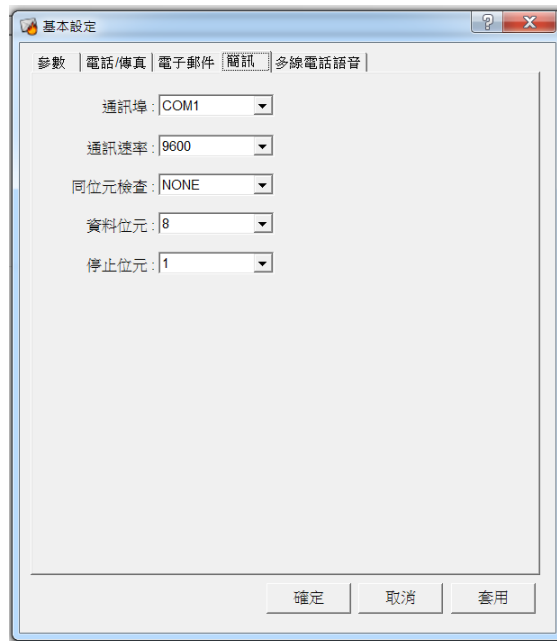 基本設定
參數 電話/傳真 電子郵件 簡訊 多線電話語音
通訊埠 : COM1
通訊速率 : 9600
同位元檢查 : NONE
資料位元 : 8
停止位元 : 1
確定 取消 套用